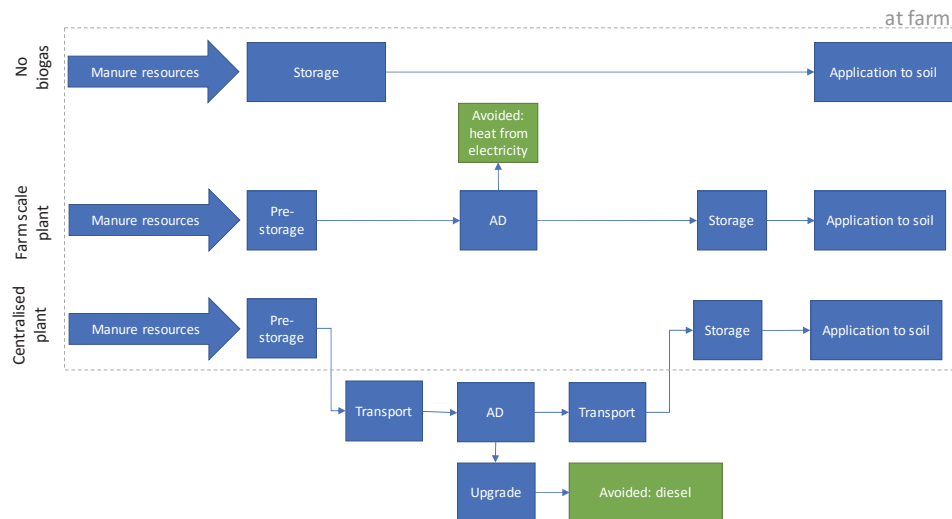 at farm
No
biogas
Manure resources
Storage
Application to soil
Avoided:
heat from
electricity
Farm scale
plant
Manure resources
Pre-
storage
AD
Storage
Application to soil
Centralised
plant
Manure resources
Pre-
storage
Storage
Application to soil
Transport
AD
Transport
Upgrade
Avoided: diesel